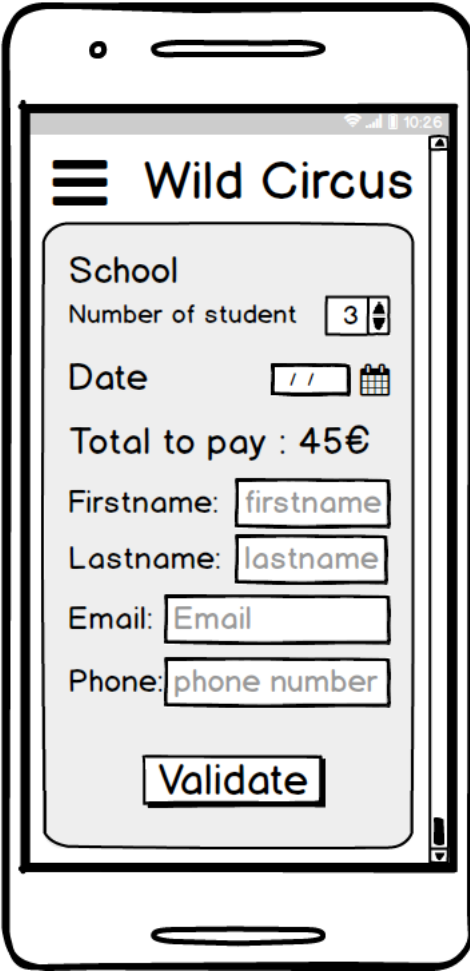 10:26
Wild Circus
School
Number of student 3
Date / /
Total to pay : 45€
Firstname: firstname
Lastname: lastname
Email: Email
Phone: phone number
Validate